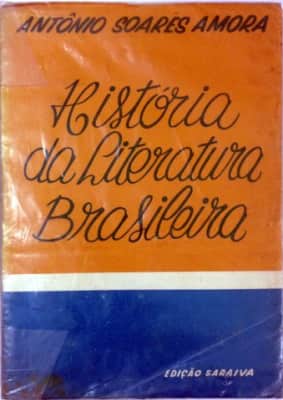 ANTÔNIO SOARES AMORA
História
da Literatura
Brasileira
EDIÇÃO SARAIVA